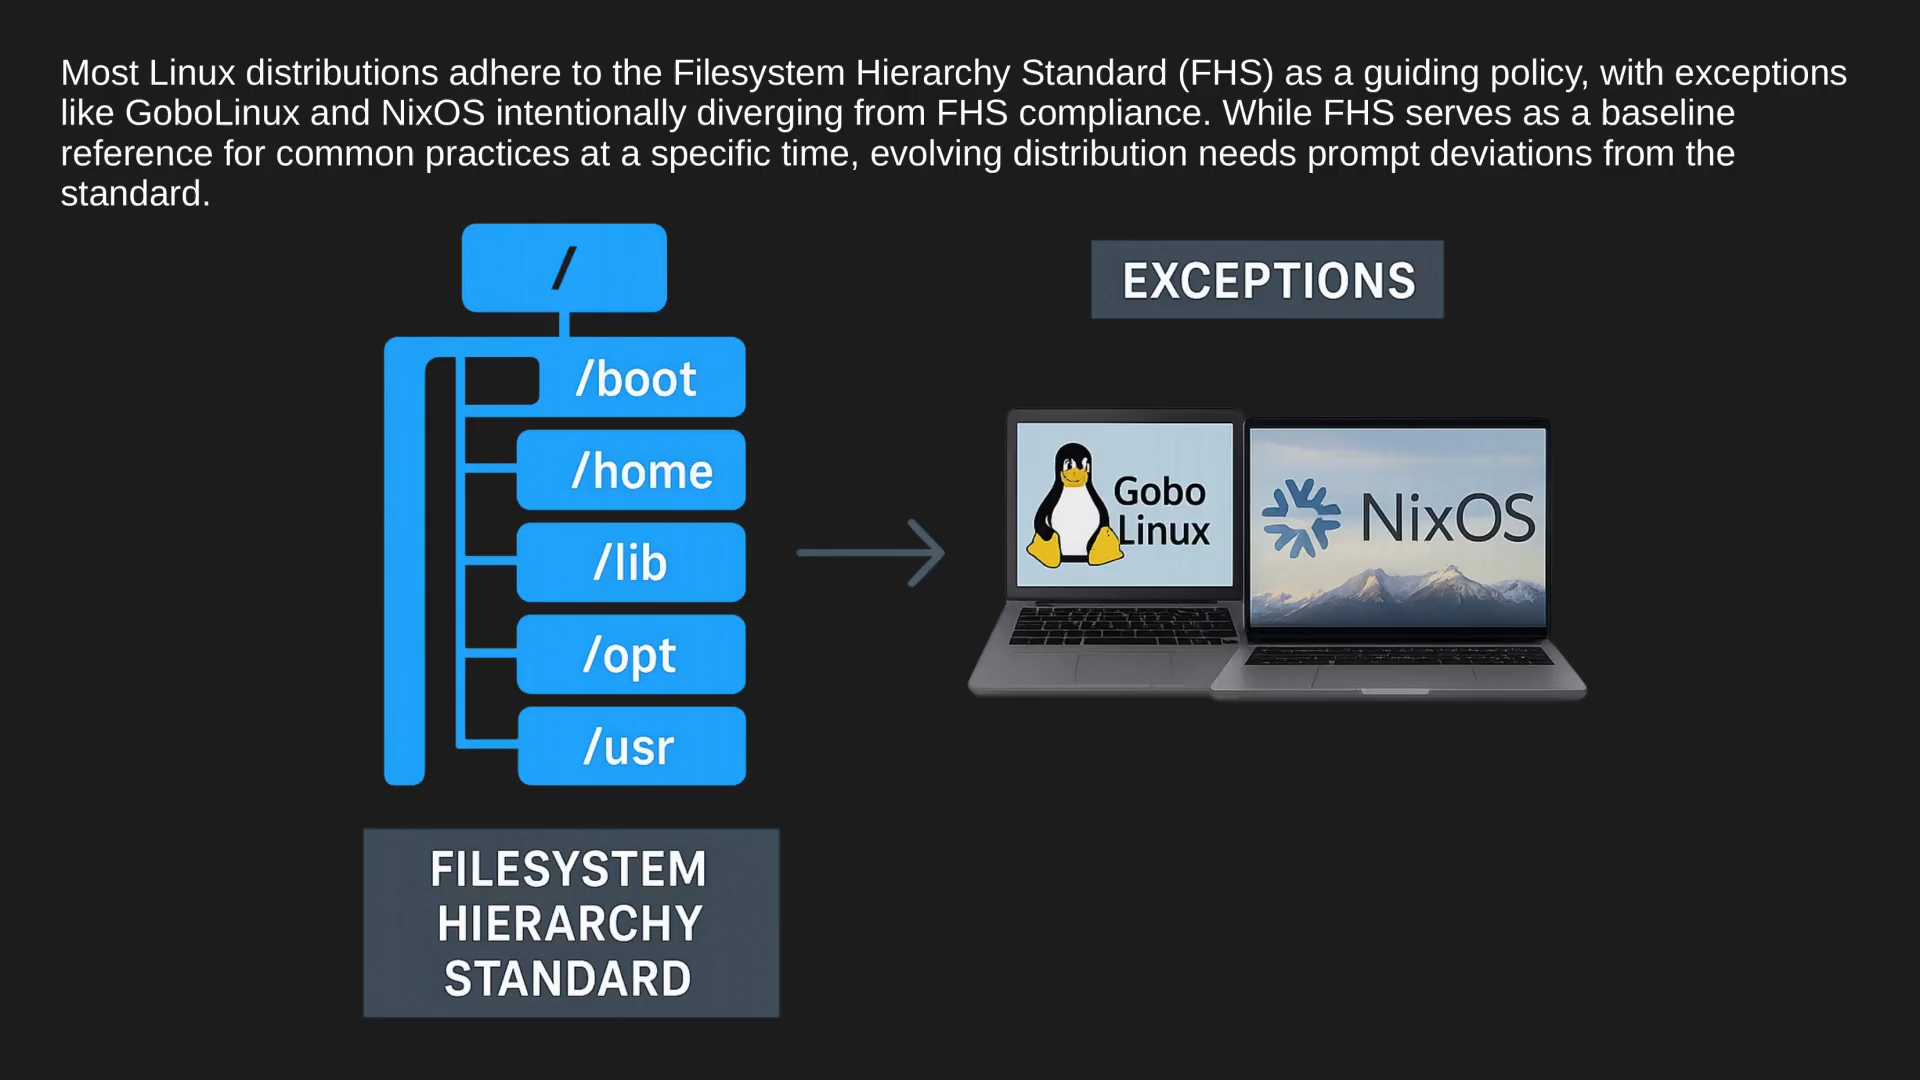 Most Linux distributions adhere to the Filesystem Hierarchy Standard (FHS) as a guiding policy, with exceptions
like GoboLinux and NixOS intentionally diverging from FHS compliance. While FHS serves as a baseline
reference for common practices at a specific time, evolving distribution needs prompt deviations from the
standard.
/
/boot
/home
/lib
/opt
/usr
FILESYSTEM
HIERARCHY
STANDARD
EXCEPTIONS
Gobo
Linux
NixOS